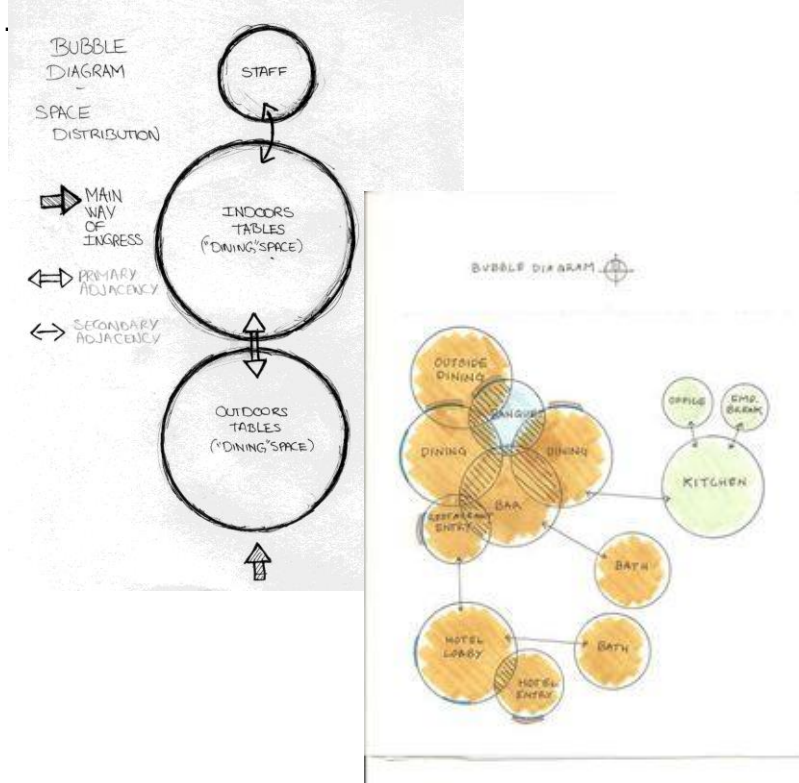 BUBBLE
DIAGRAM
-
SPACE
DISTRIBUTION
MAIN
WAY
OF
INGRESS
PRIMARY
ADJACENCY
SECONDARY
ADJACENCY
STAFF
INDOORS
TABLES
("DINING" SPACE)
OUTDOORS
TABLES
("DINING" SPACE)
BUBBLE DIAGRAM
OUTSIDE
DINING
BANQUET
DINING
DINING
BAR
RESTAURANT
ENTRY
OFFICE
EMP.
BREAK
KITCHEN
BATH
HOTEL
LOBBY
BATH
HOTEL
ENTRY